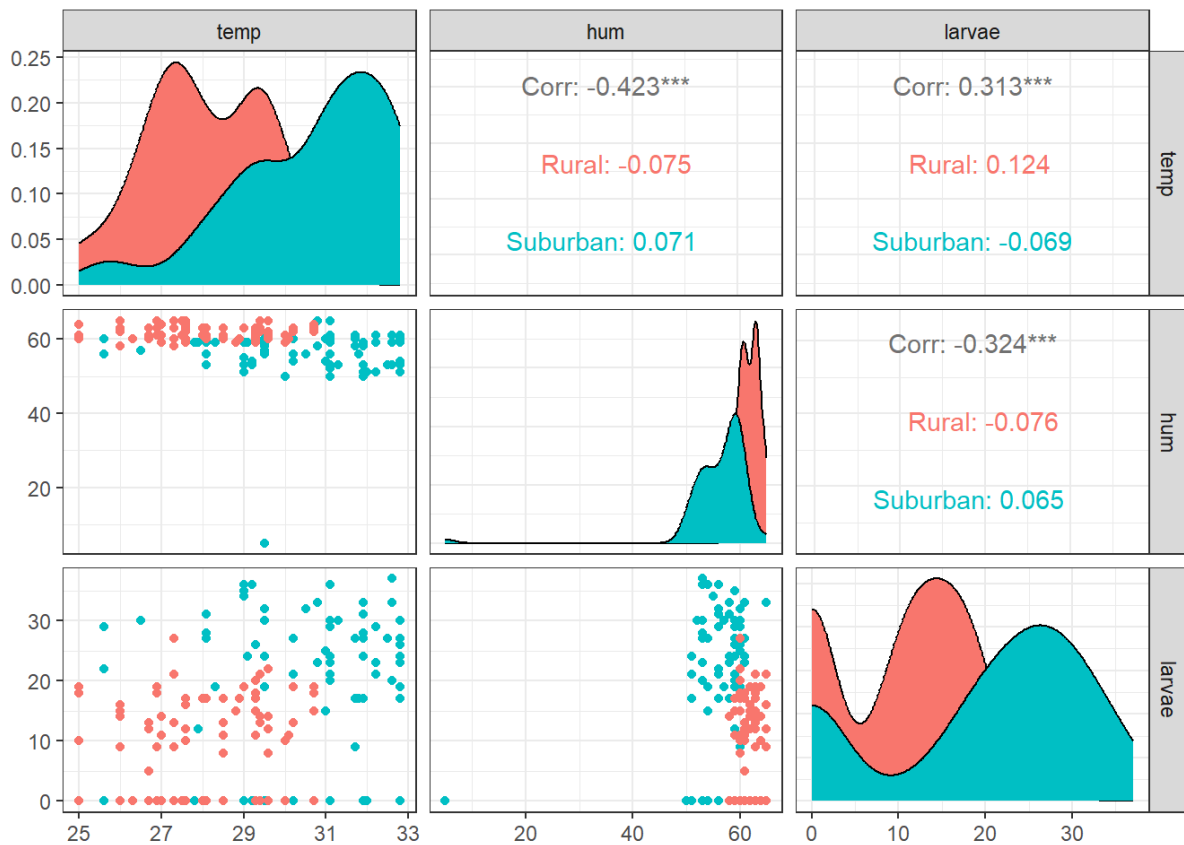 temp hum larvae
0.25
0.20
0.15
0.10
0.05
0.00
Corr: -0.423***
Rural: -0.075
Suburban: 0.071
Corr: 0.313***
Rural: 0.124
Suburban: -0.069
temp
60
40
20
Corr: -0.324***
Rural: -0.076
Suburban: 0.065
hum
30
20
10
0
larvae
25 27 29 31 33
20 40 60
0 10 20 30